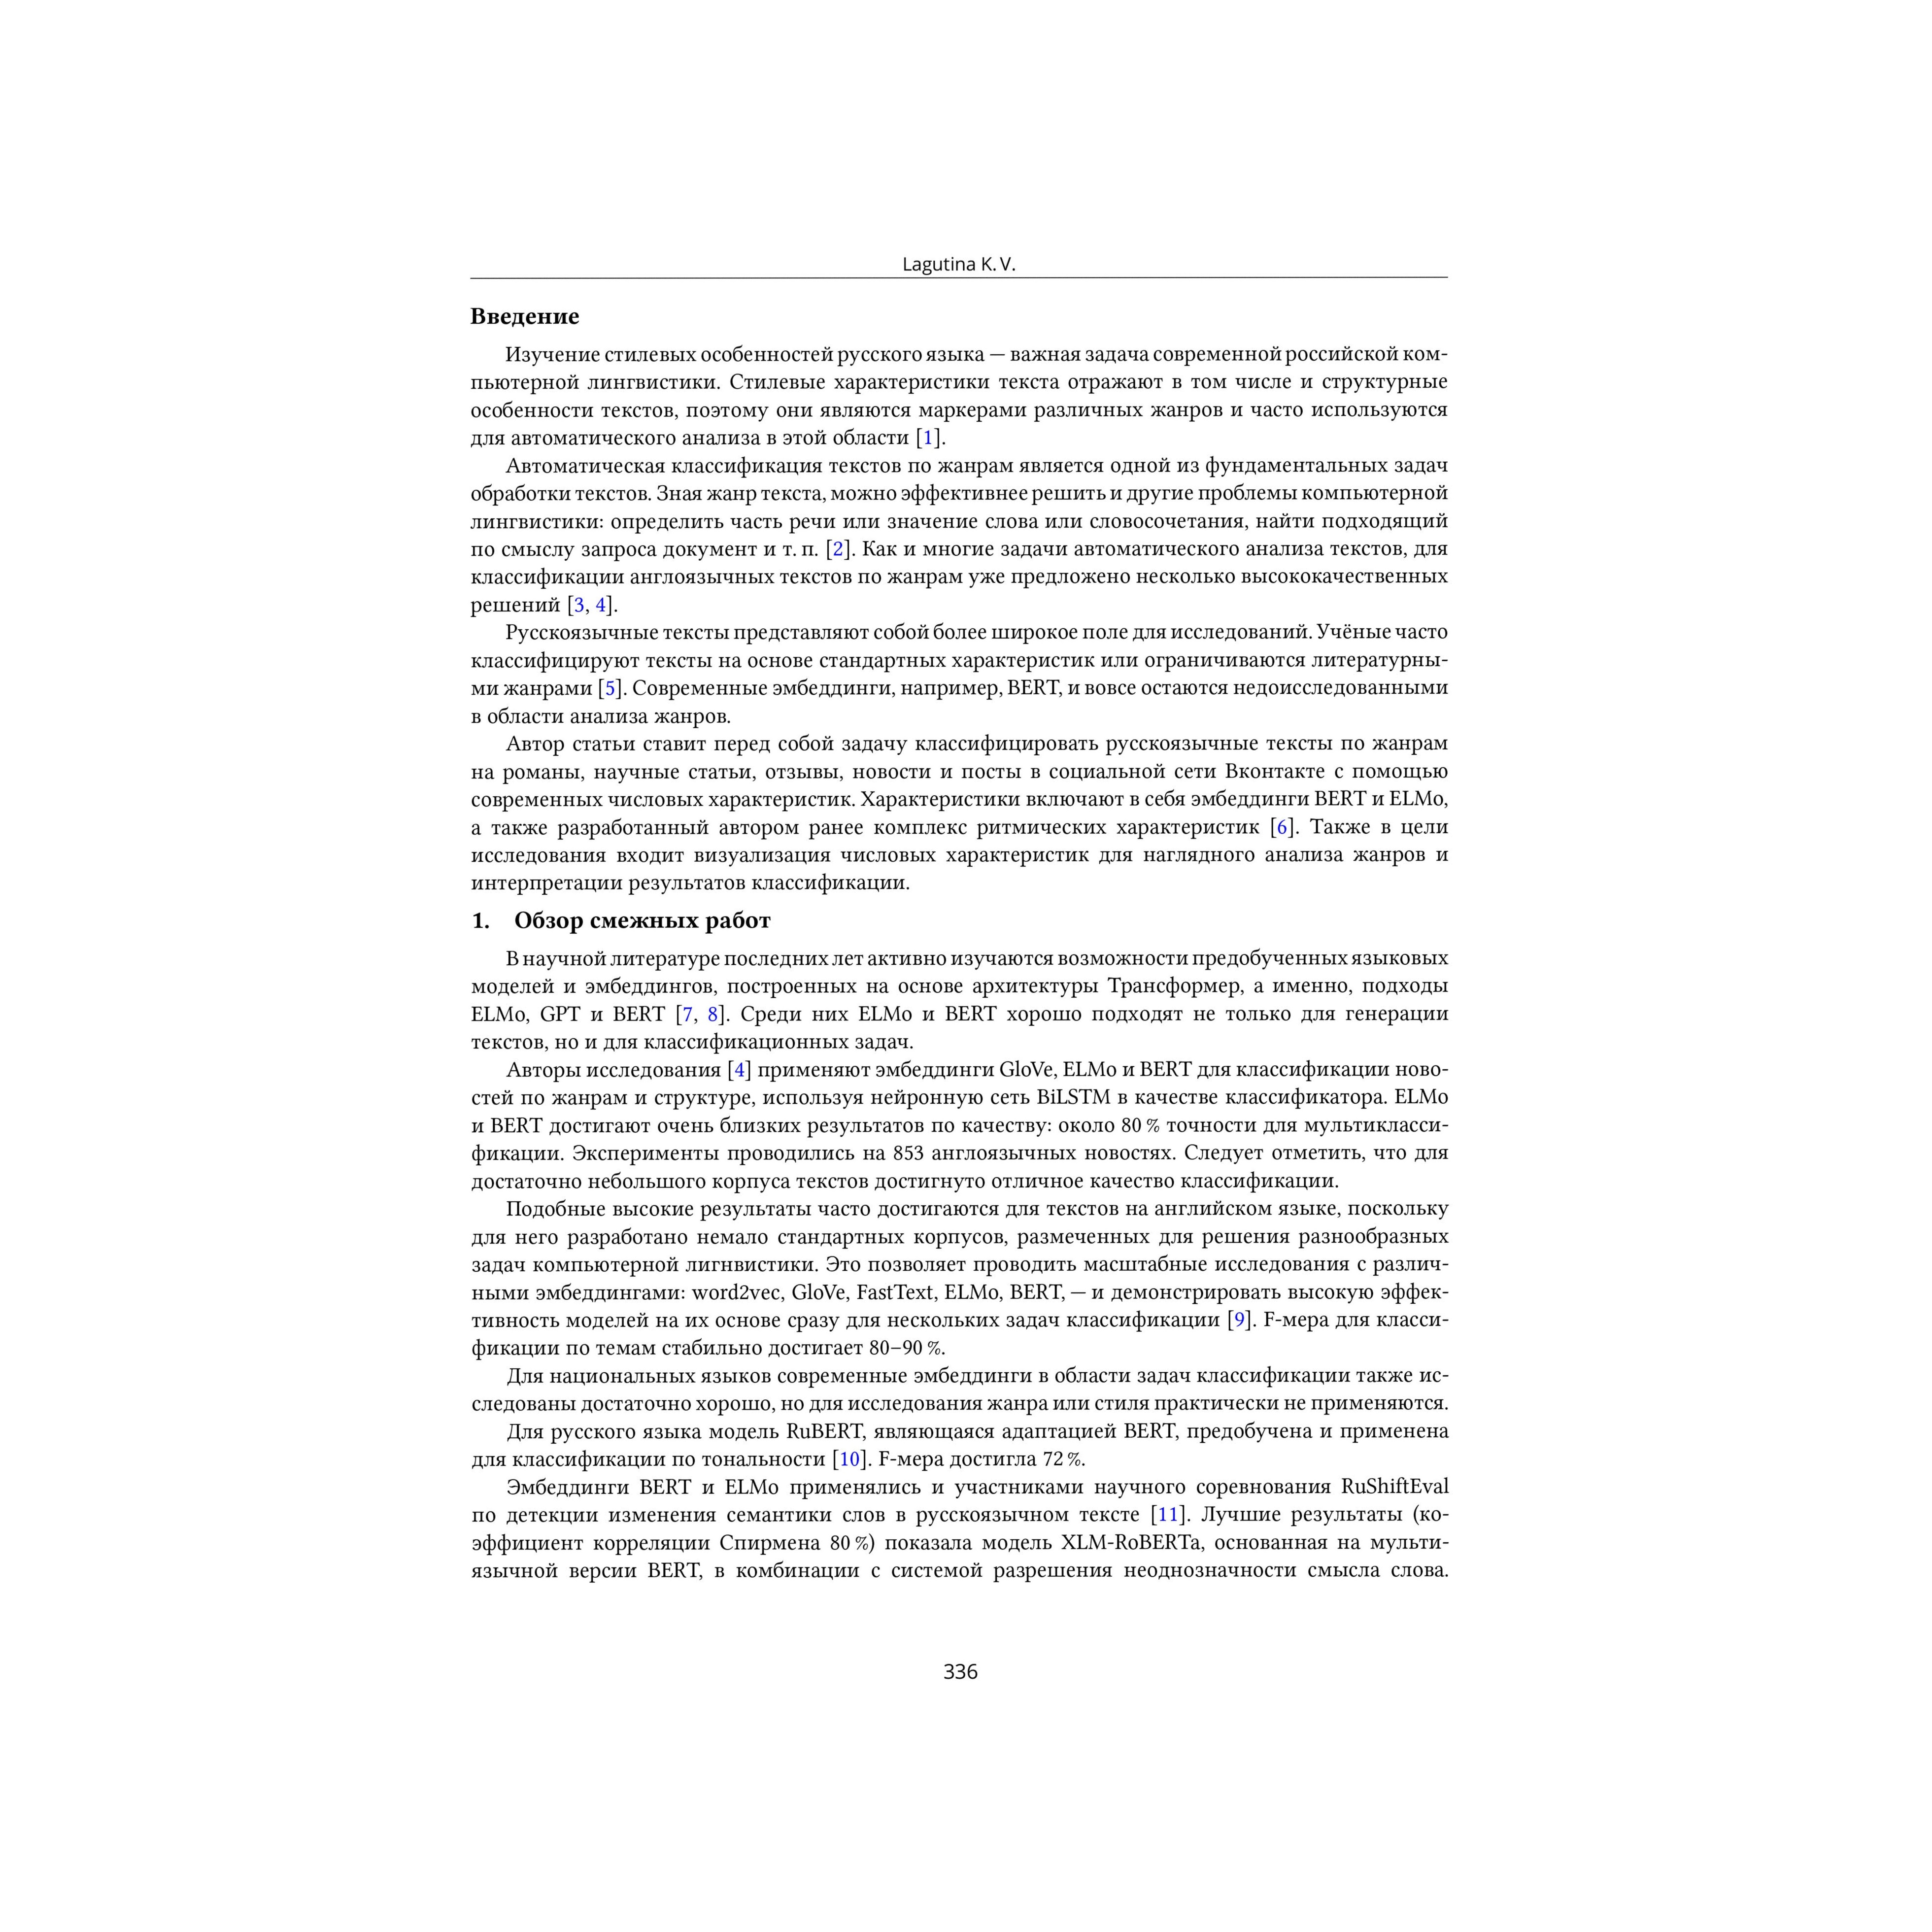 Lagutina K. V.
Введение
Изучение стилевых особенностей русского языка — важная задача современной российской ком-
пьютерной лингвистики. Стилевые характеристики текста отражают в том числе и структурные
особенности текстов, поэтому они являются маркерами различных жанров и часто используются
для автоматического анализа в этой области [1].
Автоматическая классификация текстов по жанрам является одной из фундаментальных задач
обработки текстов. Зная жанр текста, можно эффективнее решить и другие проблемы компьютерной
лингвистики: определить часть речи или значение слова или словосочетания, найти подходящий
по смыслу запроса документ и т. п. [2]. Как и многие задачи автоматического анализа текстов, для
классификации англоязычных текстов по жанрам уже предложено несколько высококачественных
решений [3, 4].
Русскоязычные тексты представляют собой более широкое поле для исследований. Учёные часто
классифицируют тексты на основе стандартных характеристик или ограничиваются литературны-
ми жанрами [5]. Современные эмбеддинги, например, BERT, и вовсе остаются недоисследованными
в области анализа жанров.
Автор статьи ставит перед собой задачу классифицировать русскоязычные тексты по жанрам
на романы, научные статьи, отзывы, новости и посты в социальной сети Вконтакте с помощью
современных числовых характеристик. Характеристики включают в себя эмбеддинги BERT и ELMo,
а также разработанный автором ранее комплекс ритмических характеристик [6]. Также в цели
исследования входит визуализация числовых характеристик для наглядного анализа жанров и
интерпретации результатов классификации.
1. Обзор смежных работ
В научной литературе последних лет активно изучаются возможности предобученных языковых
моделей и эмбеддингов, построенных на основе архитектуры Трансформер, а именно, подходы
ELMo, GPT и BERT [7, 8]. Среди них ELMo и BERT хорошо подходят не только для генерации
текстов, но и для классификационных задач.
Авторы исследования [4] применяют эмбеддинги GloVe, ELMo и BERT для классификации ново-
стей по жанрам и структуре, используя нейронную сеть BiLSTM в качестве классификатора. ELMo
и BERT достигают очень близких результатов по качеству: около 80 % точности для мультикласси-
фикации. Эксперименты проводились на 853 англоязычных новостях. Следует отметить, что для
достаточно небольшого корпуса текстов достигнуто отличное качество классификации.
Подобные высокие результаты часто достигаются для текстов на английском языке, поскольку
для него разработано немало стандартных корпусов, размеченных для решения разнообразных
задач компьютерной лигнвистики. Это позволяет проводить масштабные исследования с различ-
ными эмбеддингами: word2vec, GloVe, FastText, ELMo, BERT, — и демонстрировать высокую эффек-
тивность моделей на их основе сразу для нескольких задач классификации [9]. F-мера для класси-
фикации по темам стабильно достигает 80–90 %.
Для национальных языков современные эмбеддинги в области задач классификации также ис-
следованы достаточно хорошо, но для исследования жанра или стиля практически не применяются.
Для русского языка модель RuBERT, являющаяся адаптацией BERT, предобучена и применена
для классификации по тональности [10]. F-мера достигла 72 %.
Эмбеддинги BERT и ELMo применялись и участниками научного соревнования RuShiftEval
по детекции изменения семантики слов в русскоязычном тексте [11]. Лучшие результаты (ко-
эффициент корреляции Спирмена 80 %) показала модель XLM-RoBERTa, основанная на мульти-
язычной версии BERT, в комбинации с системой разрешения неоднозначности смысла слова.
336